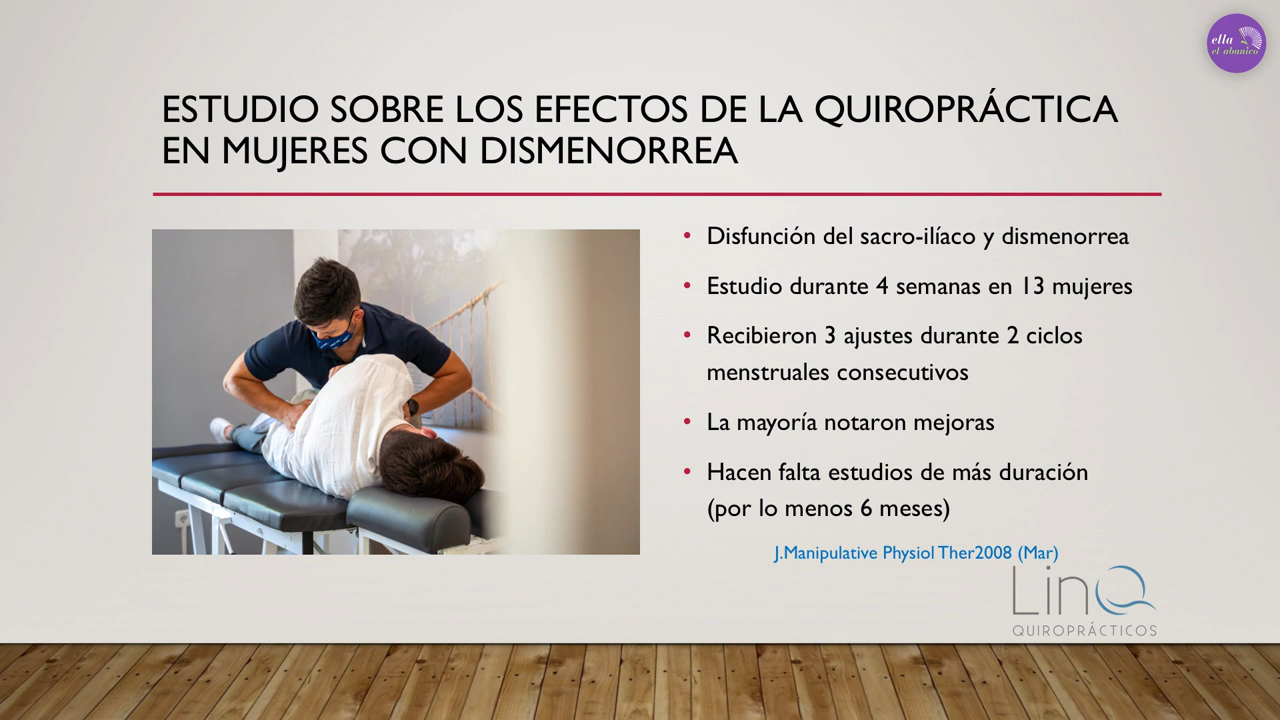 ella
el abanico
ESTUDIO SOBRE LOS EFECTOS DE LA QUIROPRÁCTICA
EN MUJERES CON DISMENORREA
• Disfunción del sacro-ilíaco y dismenorrea
• Estudio durante 4 semanas en 13 mujeres
• Recibieron 3 ajustes durante 2 ciclos
menstruales consecutivos
• La mayoría notaron mejoras
• Hacen falta estudios de más duración
(por lo menos 6 meses)
J.Manipulative Physiol Ther2008 (Mar)
LinQ
QUIROPRÁCTICOS